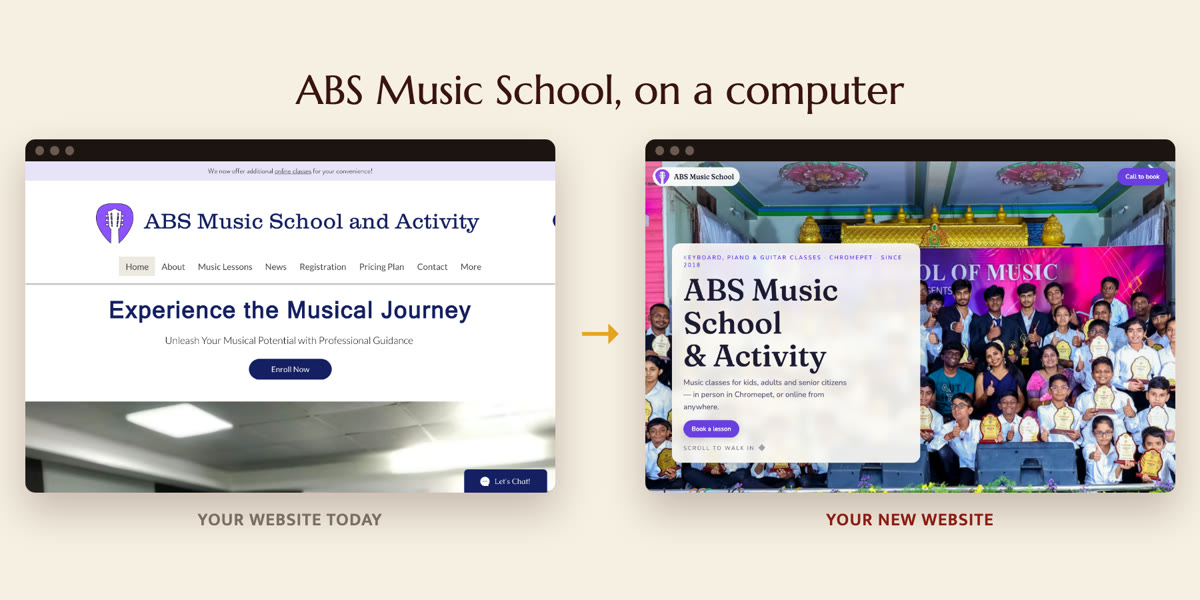 ABS Music School, on a computer
We now offer additional online classes for your convenience!
ABS Music School and Activity
Home About Music Lessons News Registration Pricing Plan Contact More
Experience the Musical Journey
Unleash Your Musical Potential with Professional Guidance
Enroll Now
Let's Chat!
YOUR WEBSITE TODAY
ABS Music School
Call to book
OL OF MUSIC
KEYBOARD, PIANO & GUITAR CLASSES · CHROMEPET · SINCE
2018
ABS Music
School
& Activity
Music classes for kids, adults and senior citizens
— in person in Chromepet, or online from
anywhere.
Book a lesson
SCROLL TO WALK IN
YOUR NEW WEBSITE